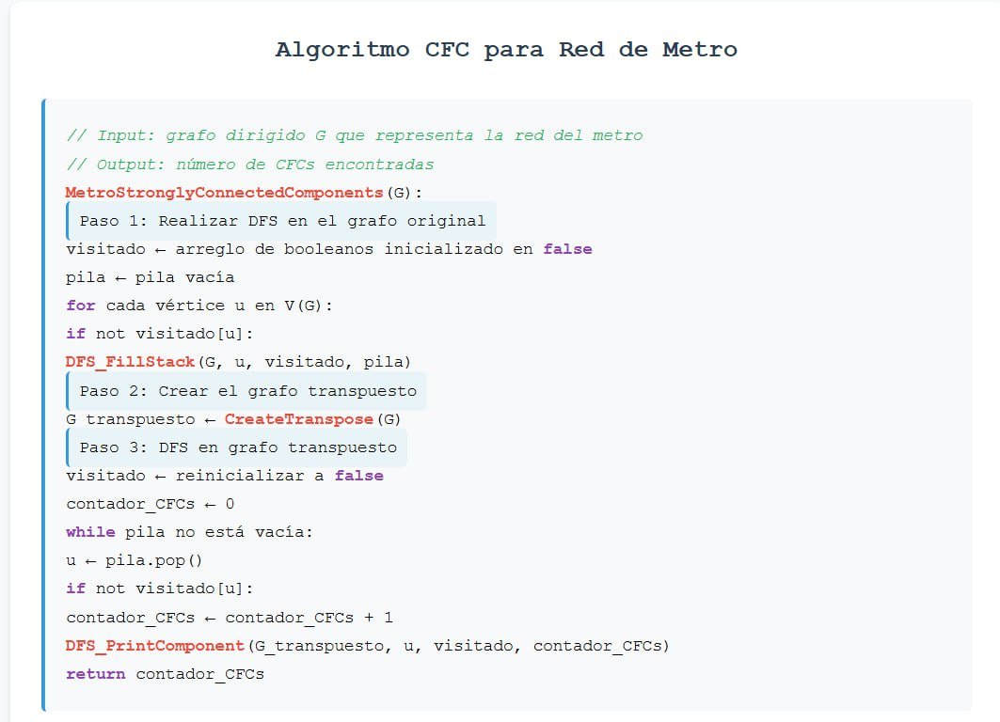 Algoritmo CFC para Red de Metro
// Input: grafo dirigido G que representa la red del metro
// Output: número de CFCs encontradas
MetroStronglyConnectedComponents(G):
Paso 1: Realizar DFS en el grafo original
visitado ← arreglo de booleanos inicializado en false
pila ← pila vacía
for cada vértice u en V(G):
if not visitado[u]:
DFS_FillStack(G, u, visitado, pila)
Paso 2: Crear el grafo transpuesto
G_transpuesto ← CreateTranspose(G)
Paso 3: DFS en grafo transpuesto
visitado ← reinicializar a false
contador_CFCs ← 0
while pila no está vacía:
u ← pila.pop()
if not visitado[u]:
contador_CFCs ← contador_CFCs + 1
DFS_PrintComponent(G_transpuesto, u, visitado, contador_CFCs)
return contador_CFCs